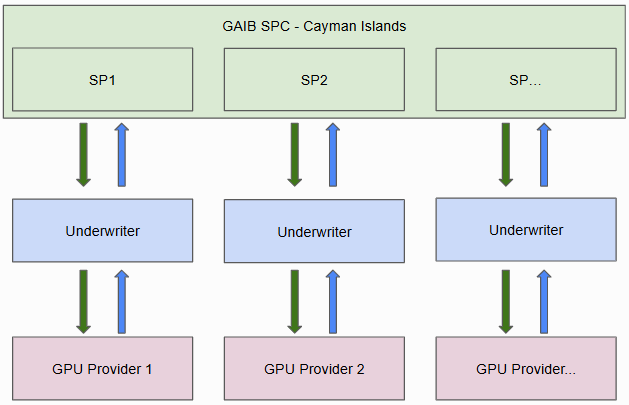 GAIB SPC - Cayman Islands
SP1
SP2
SP...
Underwriter
Underwriter
Underwriter
GPU Provider 1
GPU Provider 2
GPU Provider...